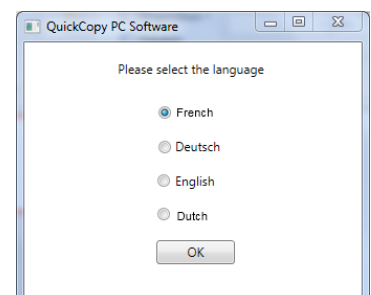 QuickCopy PC Software
Please select the language
French
Deutsch
English
Dutch
OK